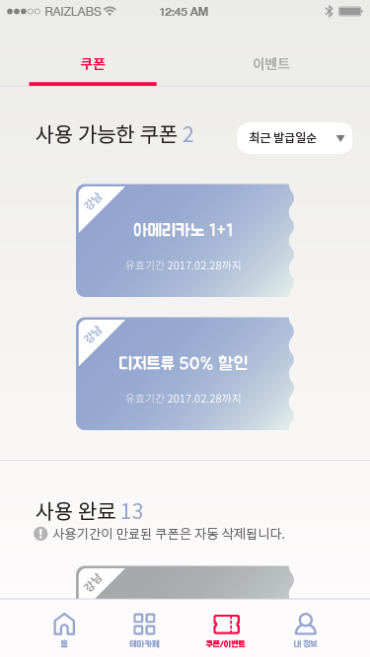 RAIZLABS 12:45 AM
쿠폰 이벤트
사용 가능한 쿠폰 2
최근 발급일순
강남
아메리카노 1+1
유효기간 2017.02.28까지
강남
디저트류 50% 할인
유효기간 2017.02.28까지
사용 완료 13
사용기간이 만료된 쿠폰은 자동 삭제됩니다.
강남
홈 테마카페 쿠폰/이벤트 내 정보